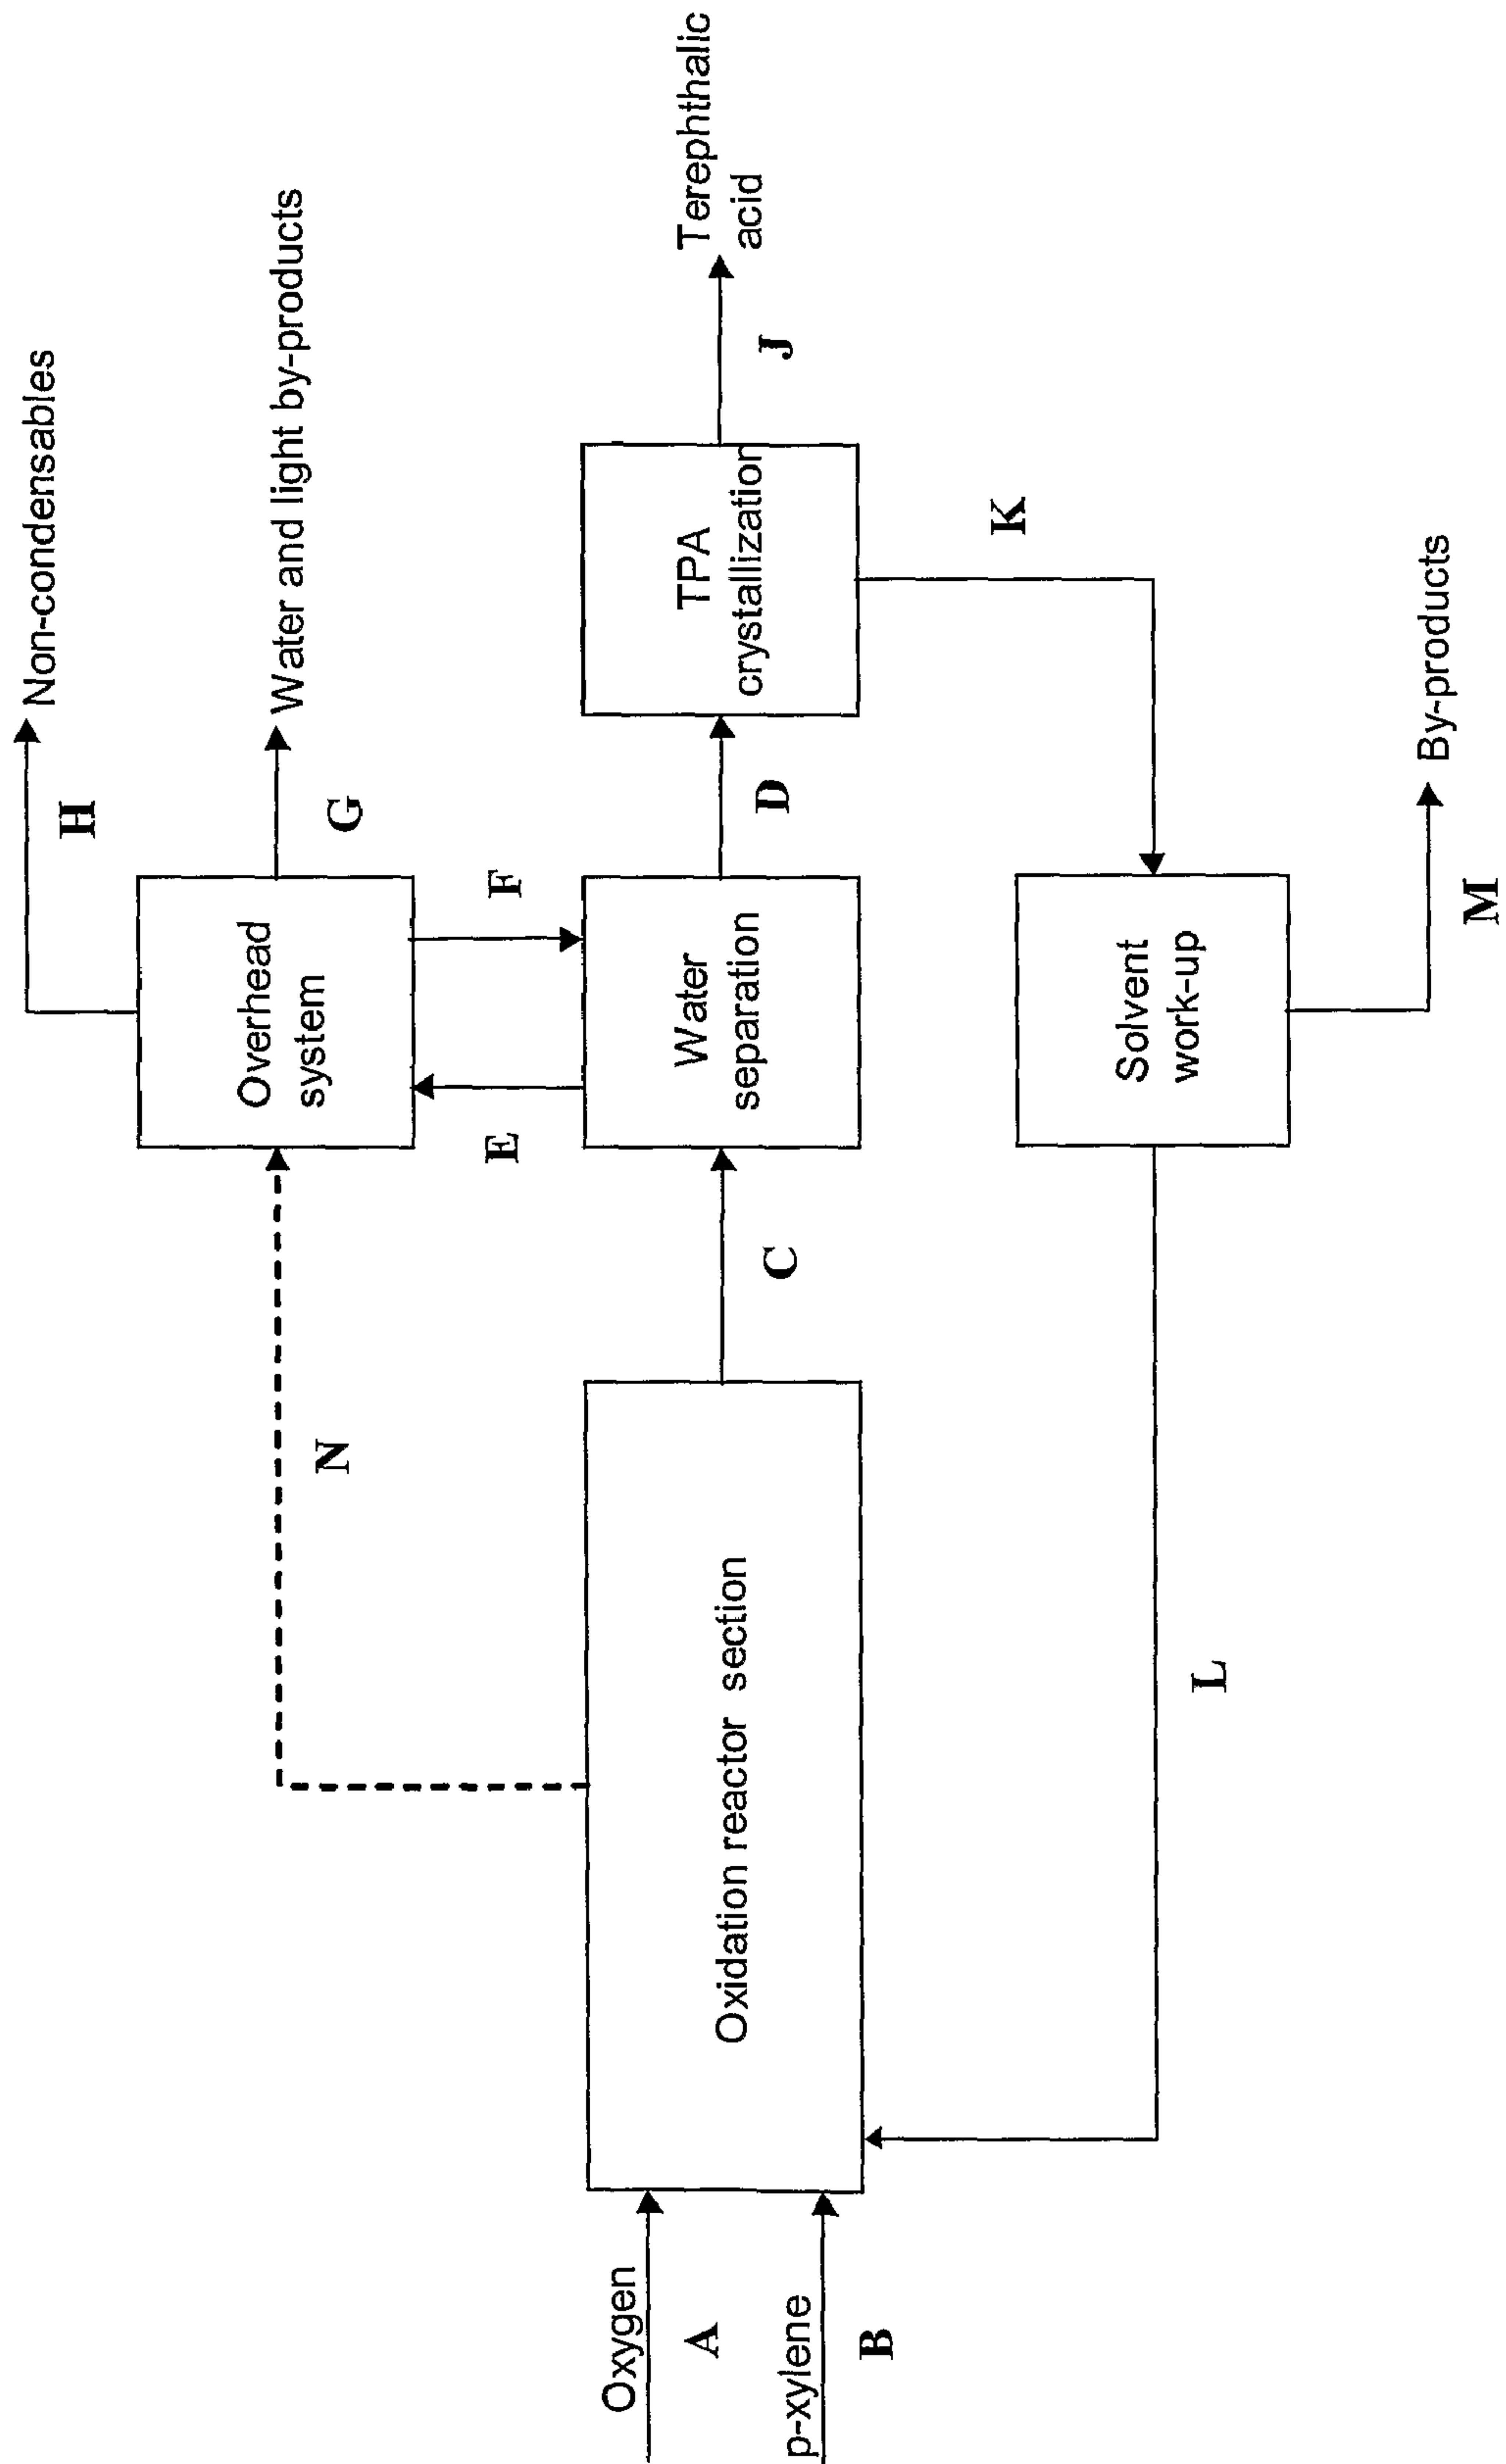 Non-condensables
H
Water and light by-products
G
Overhead
system
N
E
F
Oxygen
A
p-xylene
B
Oxidation reactor section
C
Water
separation
D
TPA
crystallization
J
Terephthalic
acid
K
L
Solvent
work-up
M
By-products